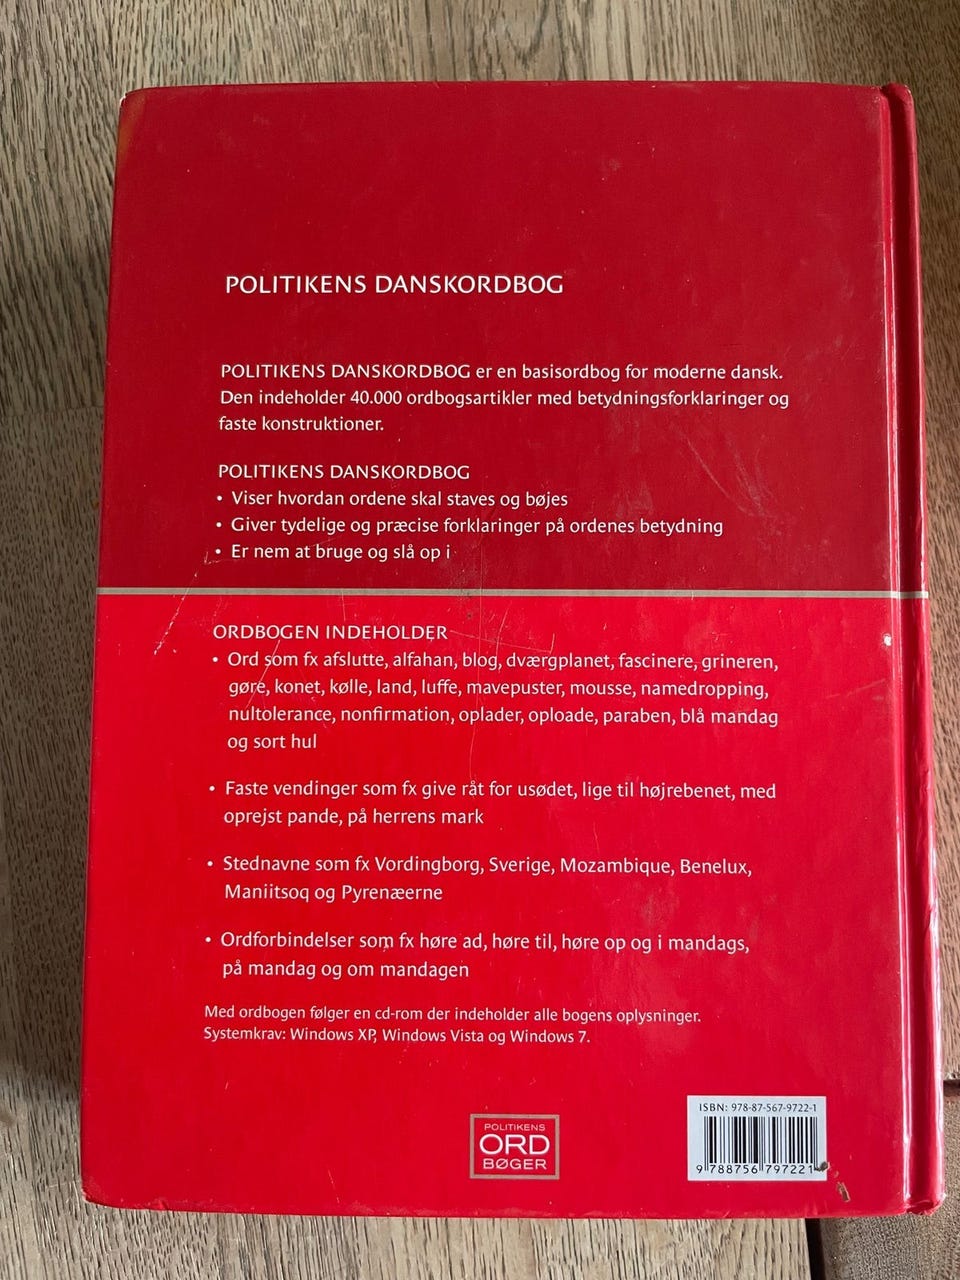 POLITIKENS DANSKORDBOG
POLITIKENS DANSKORDBOG er en basisordbog for moderne dansk.
Den indeholder 40.000 ordbogsartikler med betydningsforklaringer og
faste konstruktioner.
POLITIKENS DANSKORDBOG
• Viser hvordan ordene skal staves og bøjes
• Giver tydelige og præcise forklaringer på ordenes betydning
• Er nem at bruge og slå op i
ORDBOGEN INDEHOLDER
• Ord som fx afslutte, alfahan, blog, dværgplanet, fascinere, grineren,
gøre, konet, kølle, land, luffe, mavepuster, mousse, namedropping,
nultolerance, nonfirmation, oplader, oploade, paraben, blå mandag
og sort hul
• Faste vendinger som fx give råt for usødet, lige til højrebenet, med
oprejst pande, på herrens mark
• Stednavne som fx Vordingborg, Sverige, Mozambique, Benelux,
Maniitsoq og Pyrenæerne
• Ordforbindelser som fx høre ad, høre til, høre op og i mandags,
på mandag og om mandagen
Med ordbogen følger en cd-rom der indeholder alle bogens oplysninger.
Systemkrav: Windows XP, Windows Vista og Windows 7.
POLITIKENS
ORD
BØGER
ISBN: 978-87-567-9722-1
9 788756 797221